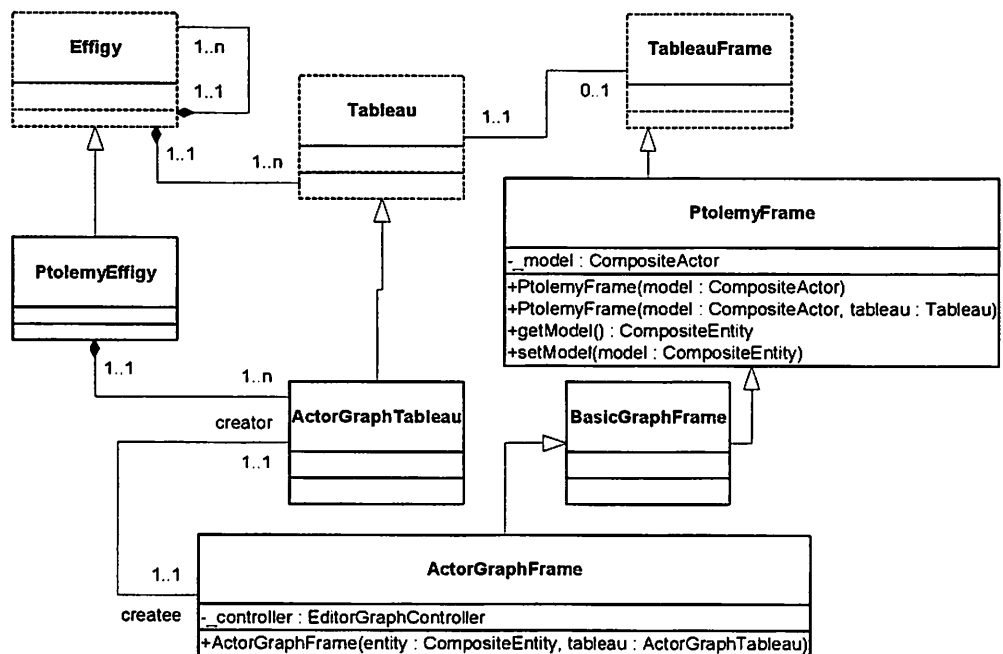 Effigy
1..n
1..1
TableauFrame
Tableau
0..1
1..1
1..1
1..n
PtolemyFrame
-_model : CompositeActor
+PtolemyFrame(model : CompositeActor)
+PtolemyFrame(model : CompositeActor, tableau : Tableau)
+getModel() : CompositeEntity
+setModel(model : CompositeEntity)
PtolemyEffigy
1..1
1..n
ActorGraphTableau
BasicGraphFrame
creator
1..1
ActorGraphFrame
1..1
createe
-_controller : EditorGraphController
+ActorGraphFrame(entity : CompositeEntity, tableau : ActorGraphTableau)